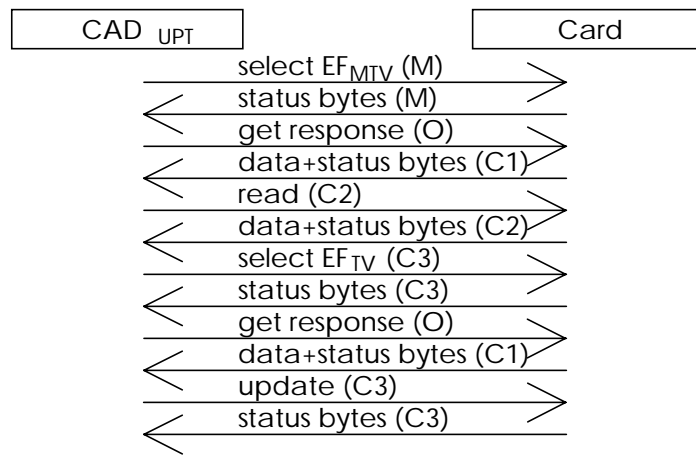 CAD UPT
Card
select EFMTV (M)
status bytes (M)
get response (O)
data+status bytes (C1)
read (C2)
data+status bytes (C2)
select EFTV (C3)
status bytes (C3)
get response (O)
data+status bytes (C1)
update (C3)
status bytes (C3)